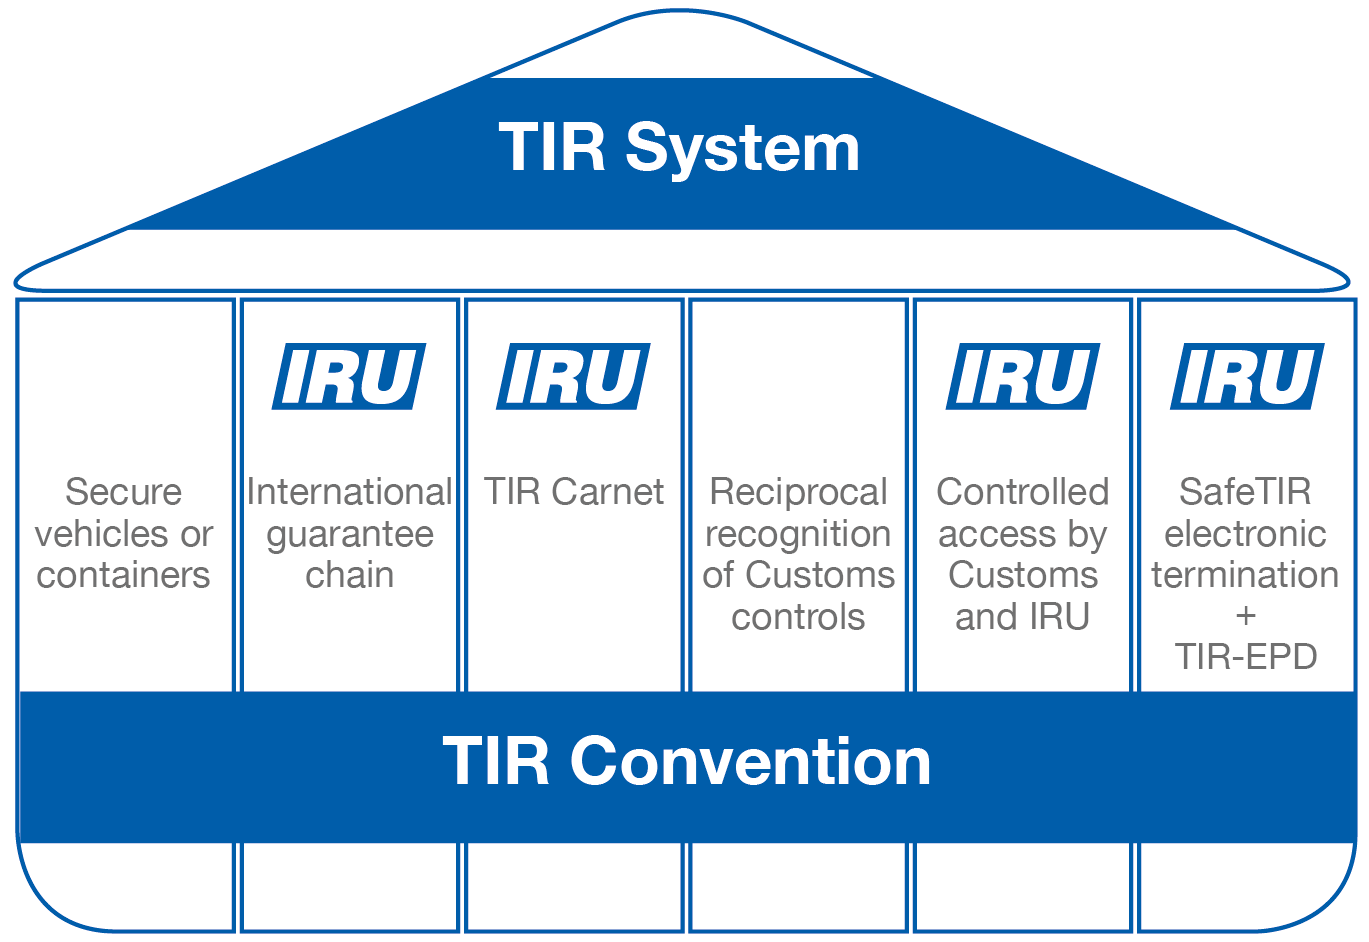 TIR System
Secure
vehicles or
containers
IRU
International
guarantee
chain
IRU
TIR Carnet
Reciprocal
recognition
of Customs
controls
IRU
Controlled
access by
Customs
and IRU
IRU
SafeTIR
electronic
termination
+
TIR-EPD
TIR Convention